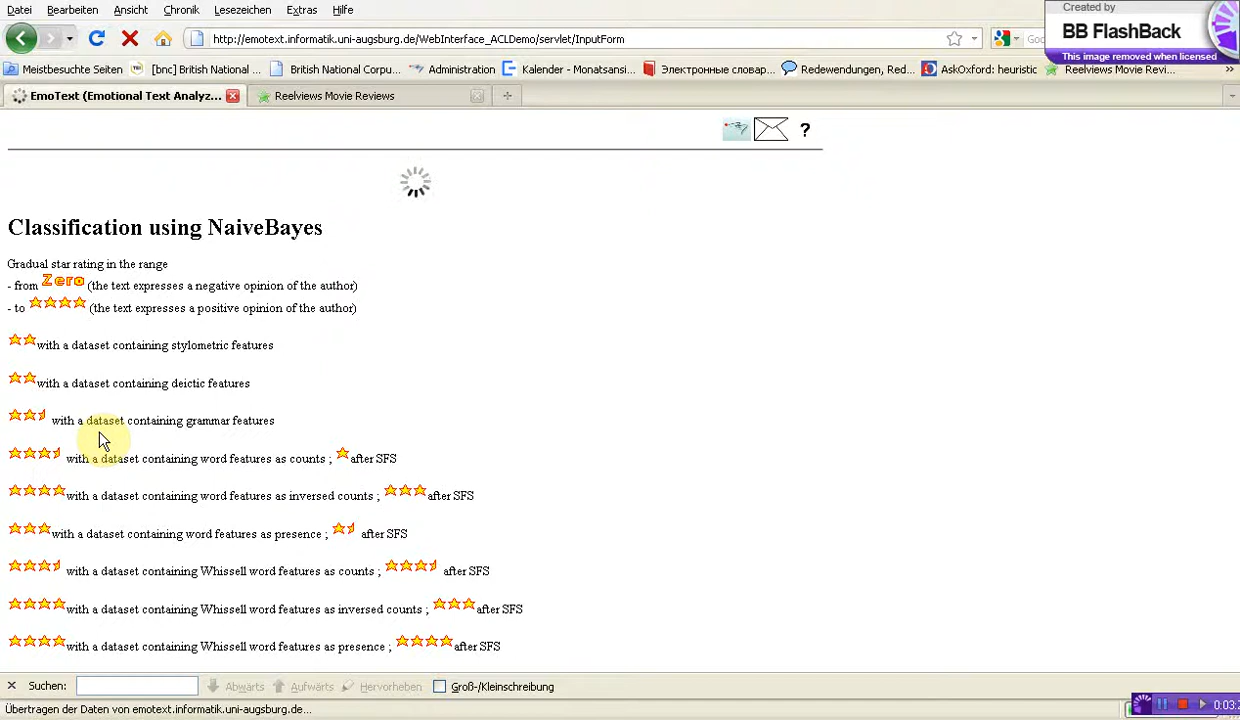 Datei Bearbeiten Ansicht Chronik Lesezeichen Extras Hilfe
Created by
BB FlashBack
This image removed when licensed
http://emotext.informatik.uni-augsburg.de/WebInterface_ACLDemo/servlet/InputForm
Meistbesuchte Seiten [bnc] British National ... British National Corpu... Administration Kalender - Monatsansi... Электронные словар... Redewendungen, Red... AskOxford: heuristic Reelviews Movie Revi... »
EmoText (Emotional Text Analyz... Reelviews Movie Reviews
?
Classification using NaiveBayes
Gradual star rating in the range
- from Zero (the text expresses a negative opinion of the author)
- to (the text expresses a positive opinion of the author)
with a dataset containing stylometric features
with a dataset containing deictic features
with a dataset containing grammar features
with a dataset containing word features as counts ; after SFS
with a dataset containing word features as inversed counts ; after SFS
with a dataset containing word features as presence ; after SFS
with a dataset containing Whissell word features as counts ; after SFS
with a dataset containing Whissell word features as inversed counts ; after SFS
with a dataset containing Whissell word features as presence ; after SFS
Suchen: Abwärts Aufwärts Hervorheben Groß-/Kleinschreibung
Übertragen der Daten von emotext.informatik.uni-augsburg.de...